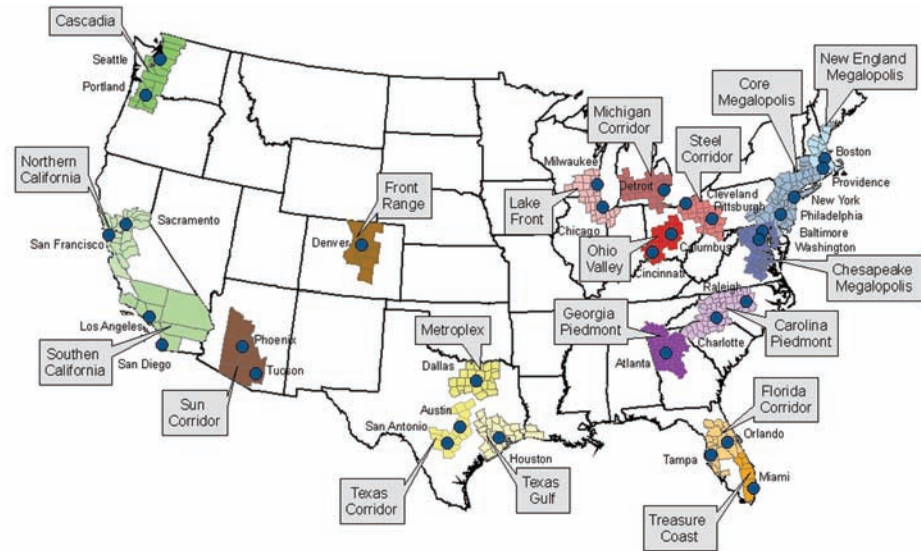 Cascadia
Seattle
Portland
Northern
California
Sacramento
San Francisco
Los Angeles
Southen
California
San Diego
Phoenix
Tucson
Sun
Corridor
Front
Range
Denver
Metroplex
Dallas
Austin
San Antonio
Houston
Texas
Corridor
Texas
Gulf
Michigan
Corridor
Milwaukee
Detroit
Lake
Front
Chicago
Steel
Corridor
Cleveland
Pittsburgh
Ohio
Valley
Columbus
Cincinnati
Core
Megalopolis
New England
Megalopolis
Boston
Providence
New York
Philadelphia
Baltimore
Washington
Chesapeake
Megalopolis
Raleigh
Georgia
Piedmont
Charlotte
Carolina
Piedmont
Atlanta
Florida
Corridor
Orlando
Tampa
Miami
Treasure
Coast